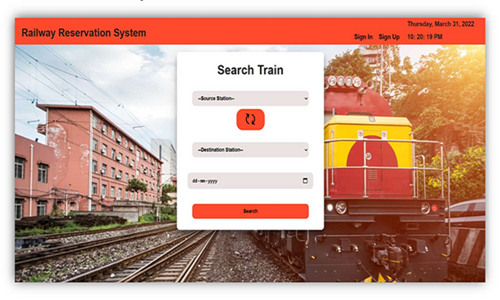 Thursday, March 31, 2022
Railway Reservation System
Sign In Sign Up 10: 20: 19 PM
Search Train
--Source Station--
--Destination Station--
dd-mm-yyyy
Search